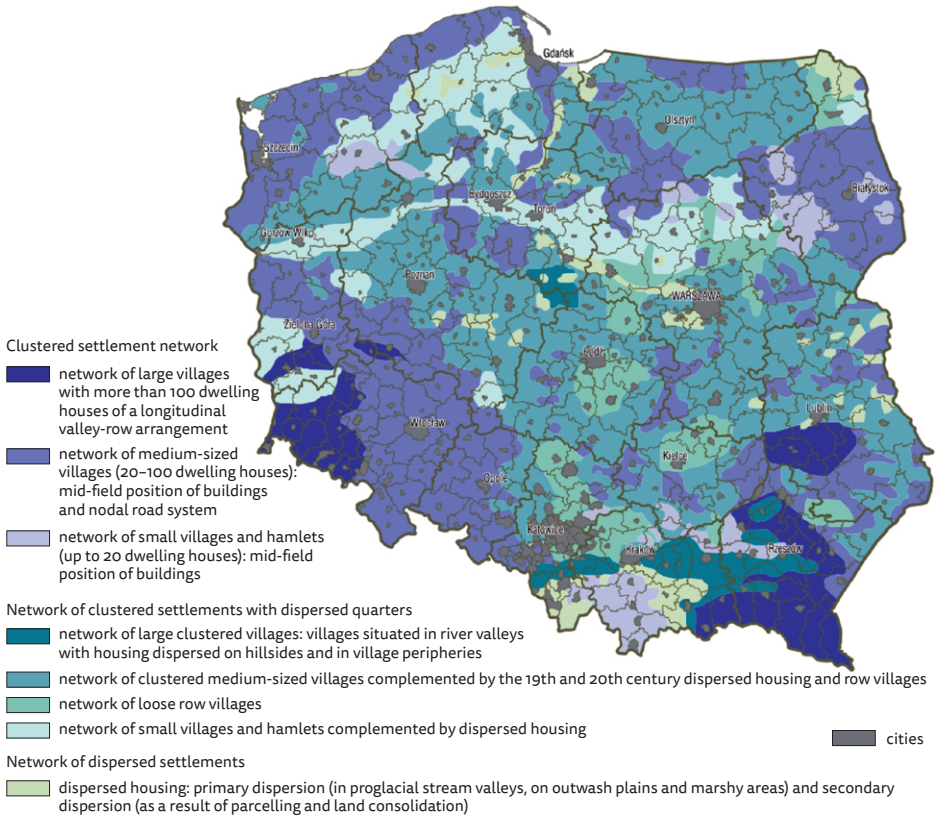 Gdańsk
Olsztyn
Szczecin
Białystok
Bydgoszcz
Toruń
Gorzów Wlkp.
Poznań
WARSZAWA
Zielona Góra
Łódź
Lublin
Wrocław
Kielce
Opole
Katowice
Kraków
Rzeszów
Clustered settlement network
network of large villages
with more than 100 dwelling
houses of a longitudinal
valley-row arrangement
network of medium-sized
villages (20–100 dwelling houses):
mid-field position of buildings
and nodal road system
network of small villages and hamlets
(up to 20 dwelling houses): mid-field
position of buildings
Network of clustered settlements with dispersed quarters
network of large clustered villages: villages situated in river valleys
with housing dispersed on hillsides and in village peripheries
network of clustered medium-sized villages complemented by the 19th and 20th century dispersed housing and row villages
network of loose row villages
network of small villages and hamlets complemented by dispersed housing
cities
Network of dispersed settlements
dispersed housing: primary dispersion (in proglacial stream valleys, on outwash plains and marshy areas) and secondary
dispersion (as a result of parcelling and land consolidation)